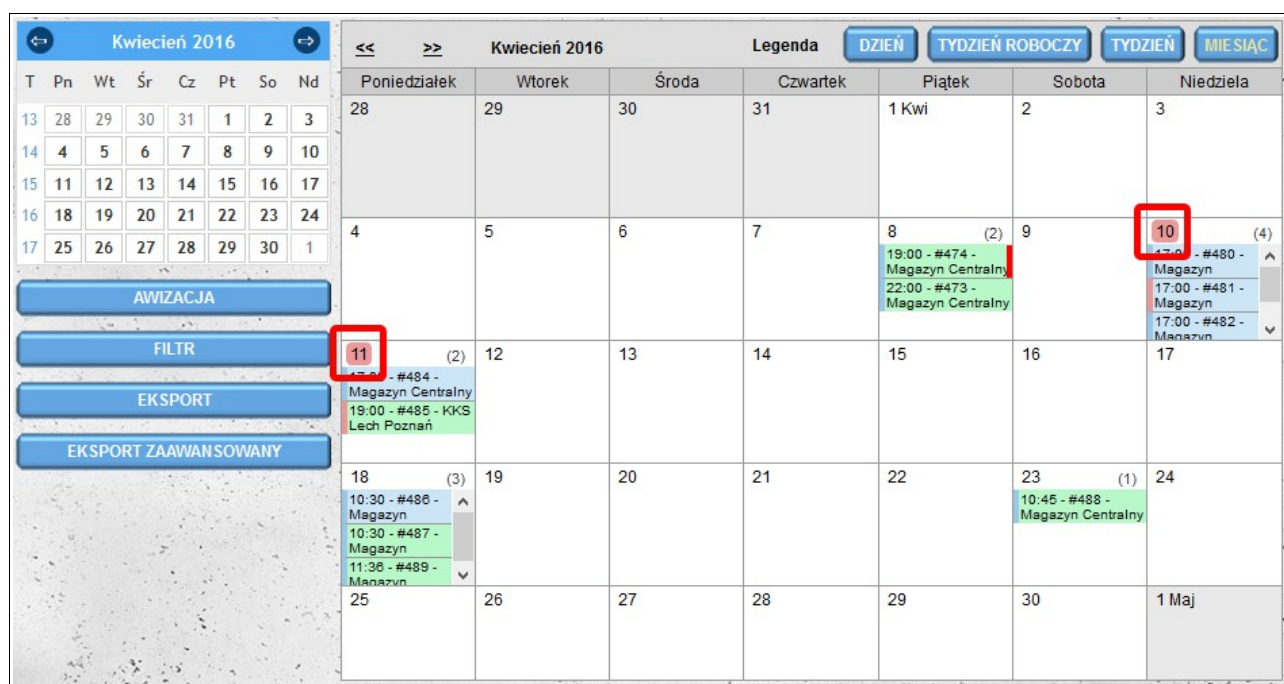 Kwiecień 2016
T Pn Wt Śr Cz Pt So Nd
13 28 29 30 31 1 2 3
14 4 5 6 7 8 9 10
15 11 12 13 14 15 16 17
16 18 19 20 21 22 23 24
17 25 26 27 28 29 30 1
AWIZACJA
FILTR
EKSPORT
EKSPORT ZAAWANSOWANY
<< >> Kwiecień 2016 Legenda DZIEŃ TYDZIEŃ ROBOCZY TYDZIEŃ MIESIĄC
Poniedziałek Wtorek Środa Czwartek Piątek Sobota Niedziela
28 29 30 31 1 Kwi 2 3
4 5 6 7 8 (2) 9 10 (4)
19:00 - #474 -
Magazyn Centralny
22:00 - #473 -
Magazyn Centralny
17:00 - #480 -
Magazyn
17:00 - #481 -
Magazyn
17:00 - #482 -
Magazyn
11 (2) 12 13 14 15 16 17
- #484 -
Magazyn Centralny
19:00 - #485 - KKS
Lech Poznań
18 (3) 19 20 21 22 23 (1) 24
10:30 - #486 -
Magazyn
10:30 - #487 -
Magazyn
11:36 - #489 -
Magazyn
10:45 - #488 -
Magazyn Centralny
25 26 27 28 29 30 1 Maj